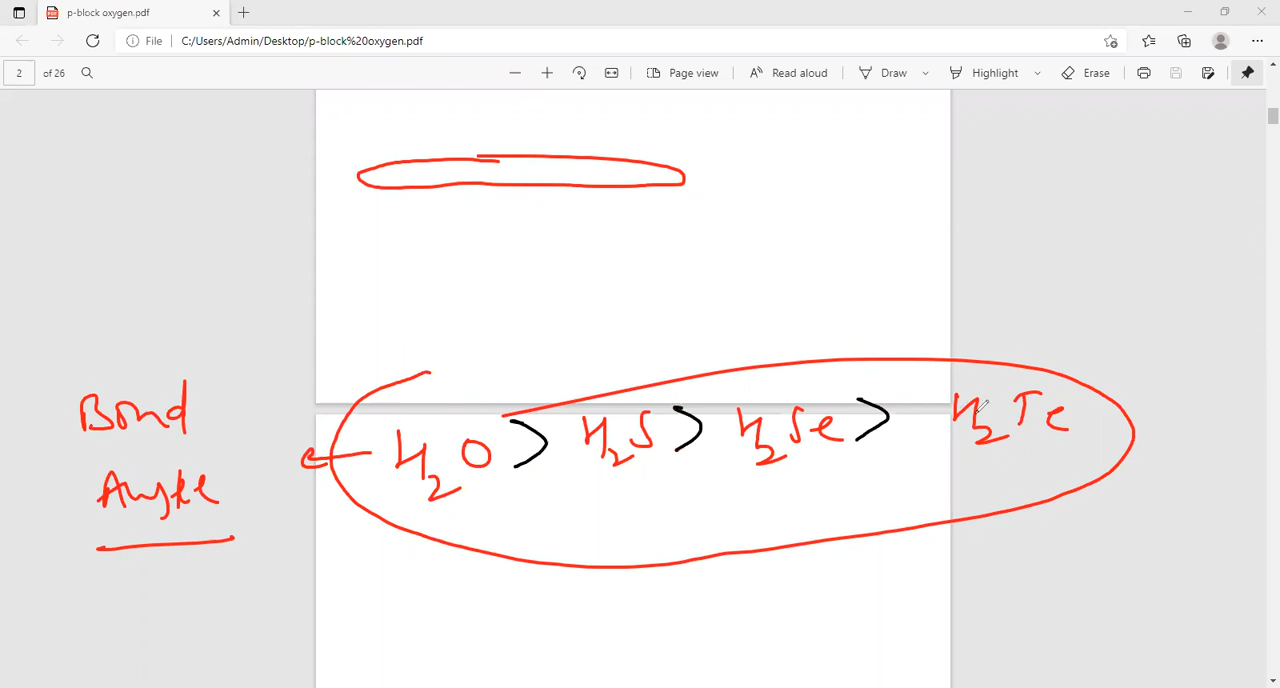 p-block oxygen.pdf
File C:/Users/Admin/Desktop/p-block%20oxygen.pdf
2 of 26 Page view Read aloud Draw Highlight Erase
Bond
Angle
H2O > H2S > H2Se > H2Te